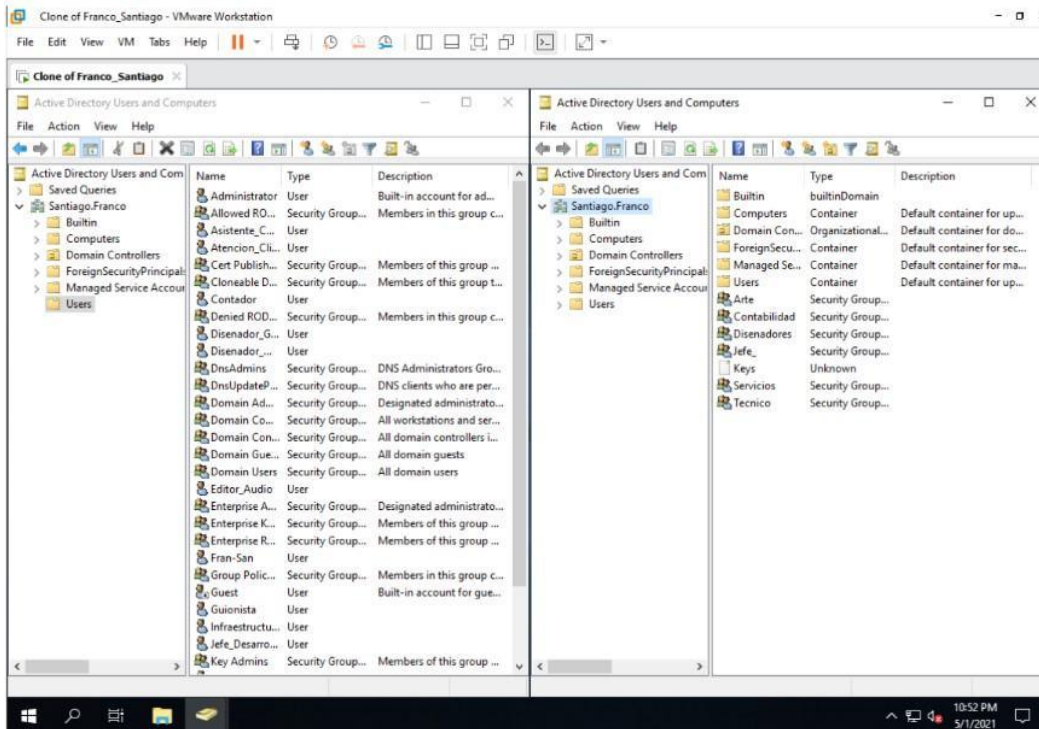 Clone of Franco_Santiago - VMware Workstation
File Edit View VM Tabs Help
Clone of Franco_Santiago
Active Directory Users and Computers
File Action View Help
Active Directory Users and Com
Saved Queries
Santiago.Franco
Builtin
Computers
Domain Controllers
ForeignSecurityPrincipals
Managed Service Accour
Users
Name Type Description
Administrator User Built-in account for ad...
Allowed RO... Security Group... Members in this group c...
Asistente_C... User
Atencion_Cli... User
Cert Publish... Security Group... Members of this group ...
Cloneable D... Security Group... Members of this group t...
Contador User
Denied ROD... Security Group... Members in this group c...
Disenador_G... User
Disenador_... User
DnsAdmins Security Group... DNS Administrators Gro...
DnsUpdateP... Security Group... DNS clients who are per...
Domain Ad... Security Group... Designated administrato...
Domain Co... Security Group... All workstations and ser...
Domain Con... Security Group... All domain controllers i...
Domain Gue... Security Group... All domain guests
Domain Users Security Group... All domain users
Editor_Audio User
Enterprise A... Security Group... Designated administrato...
Enterprise K... Security Group... Members of this group ...
Enterprise R... Security Group... Members of this group ...
Fran-San User
Group Polic... Security Group... Members in this group c...
Guest User Built-in account for gue...
Guionista User
Infraestructu... User
Jefe_Desarro... User
Key Admins Security Group... Members of this group ...
Active Directory Users and Computers
File Action View Help
Active Directory Users and Com
Saved Queries
Santiago.Franco
Builtin
Computers
Domain Controllers
ForeignSecurityPrincipals
Managed Service Accour
Users
Name Type Description
Builtin builtinDomain
Computers Container Default container for up...
Domain Con... Organizational... Default container for do...
ForeignSecu... Container Default container for sec...
Managed Se... Container Default container for ma...
Users Container Default container for up...
Arte Security Group...
Contabilidad Security Group...
Disenadores Security Group...
Jefe_ Security Group...
Keys Unknown
Servicios Security Group...
Tecnico Security Group...
10:52 PM
5/1/2021